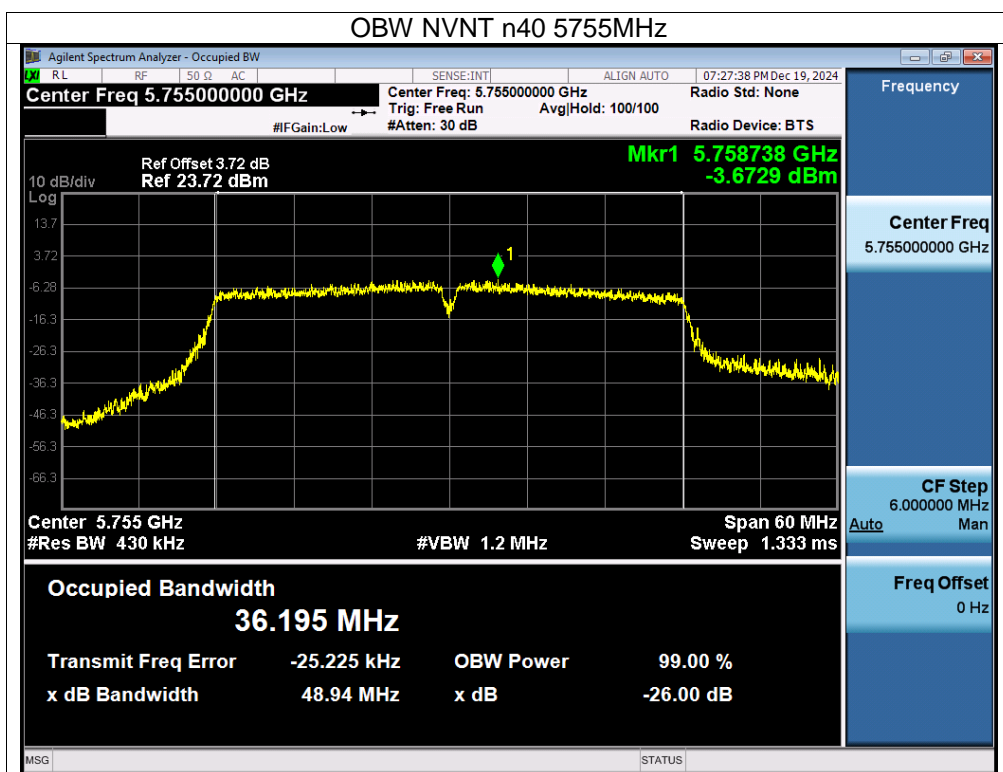 OBW NVNT n40 5755MHz
Agilent Spectrum Analyzer - Occupied BW
LXI RL RF 50 Ω AC SENSE:INT ALIGN AUTO 07:27:38 PM Dec 19, 2024
Center Freq 5.755000000 GHz
Center Freq: 5.755000000 GHz
Radio Std: None
Trig: Free Run Avg|Hold: 100/100
#IFGain:Low #Atten: 30 dB Radio Device: BTS
Mkr1 5.758738 GHz
-3.6729 dBm
Ref Offset 3.72 dB
10 dB/div Ref 23.72 dBm
Log
13.7
3.72
1
-6.28
-16.3
-26.3
-36.3
-46.3
-56.3
-66.3
Center 5.755 GHz Span 60 MHz
#Res BW 430 kHz #VBW 1.2 MHz Sweep 1.333 ms
Occupied Bandwidth
36.195 MHz
Transmit Freq Error -25.225 kHz OBW Power 99.00 %
x dB Bandwidth 48.94 MHz x dB -26.00 dB
MSG STATUS
Frequency
Center Freq
5.755000000 GHz
CF Step
6.000000 MHz
Auto Man
Freq Offset
0 Hz